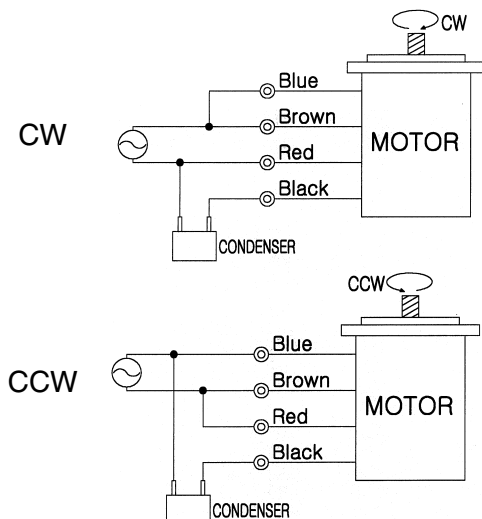 CW
CW
Blue
Brown
Red
Black
MOTOR
CONDENSER
CCW
CCW
Blue
Brown
Red
Black
MOTOR
CONDENSER